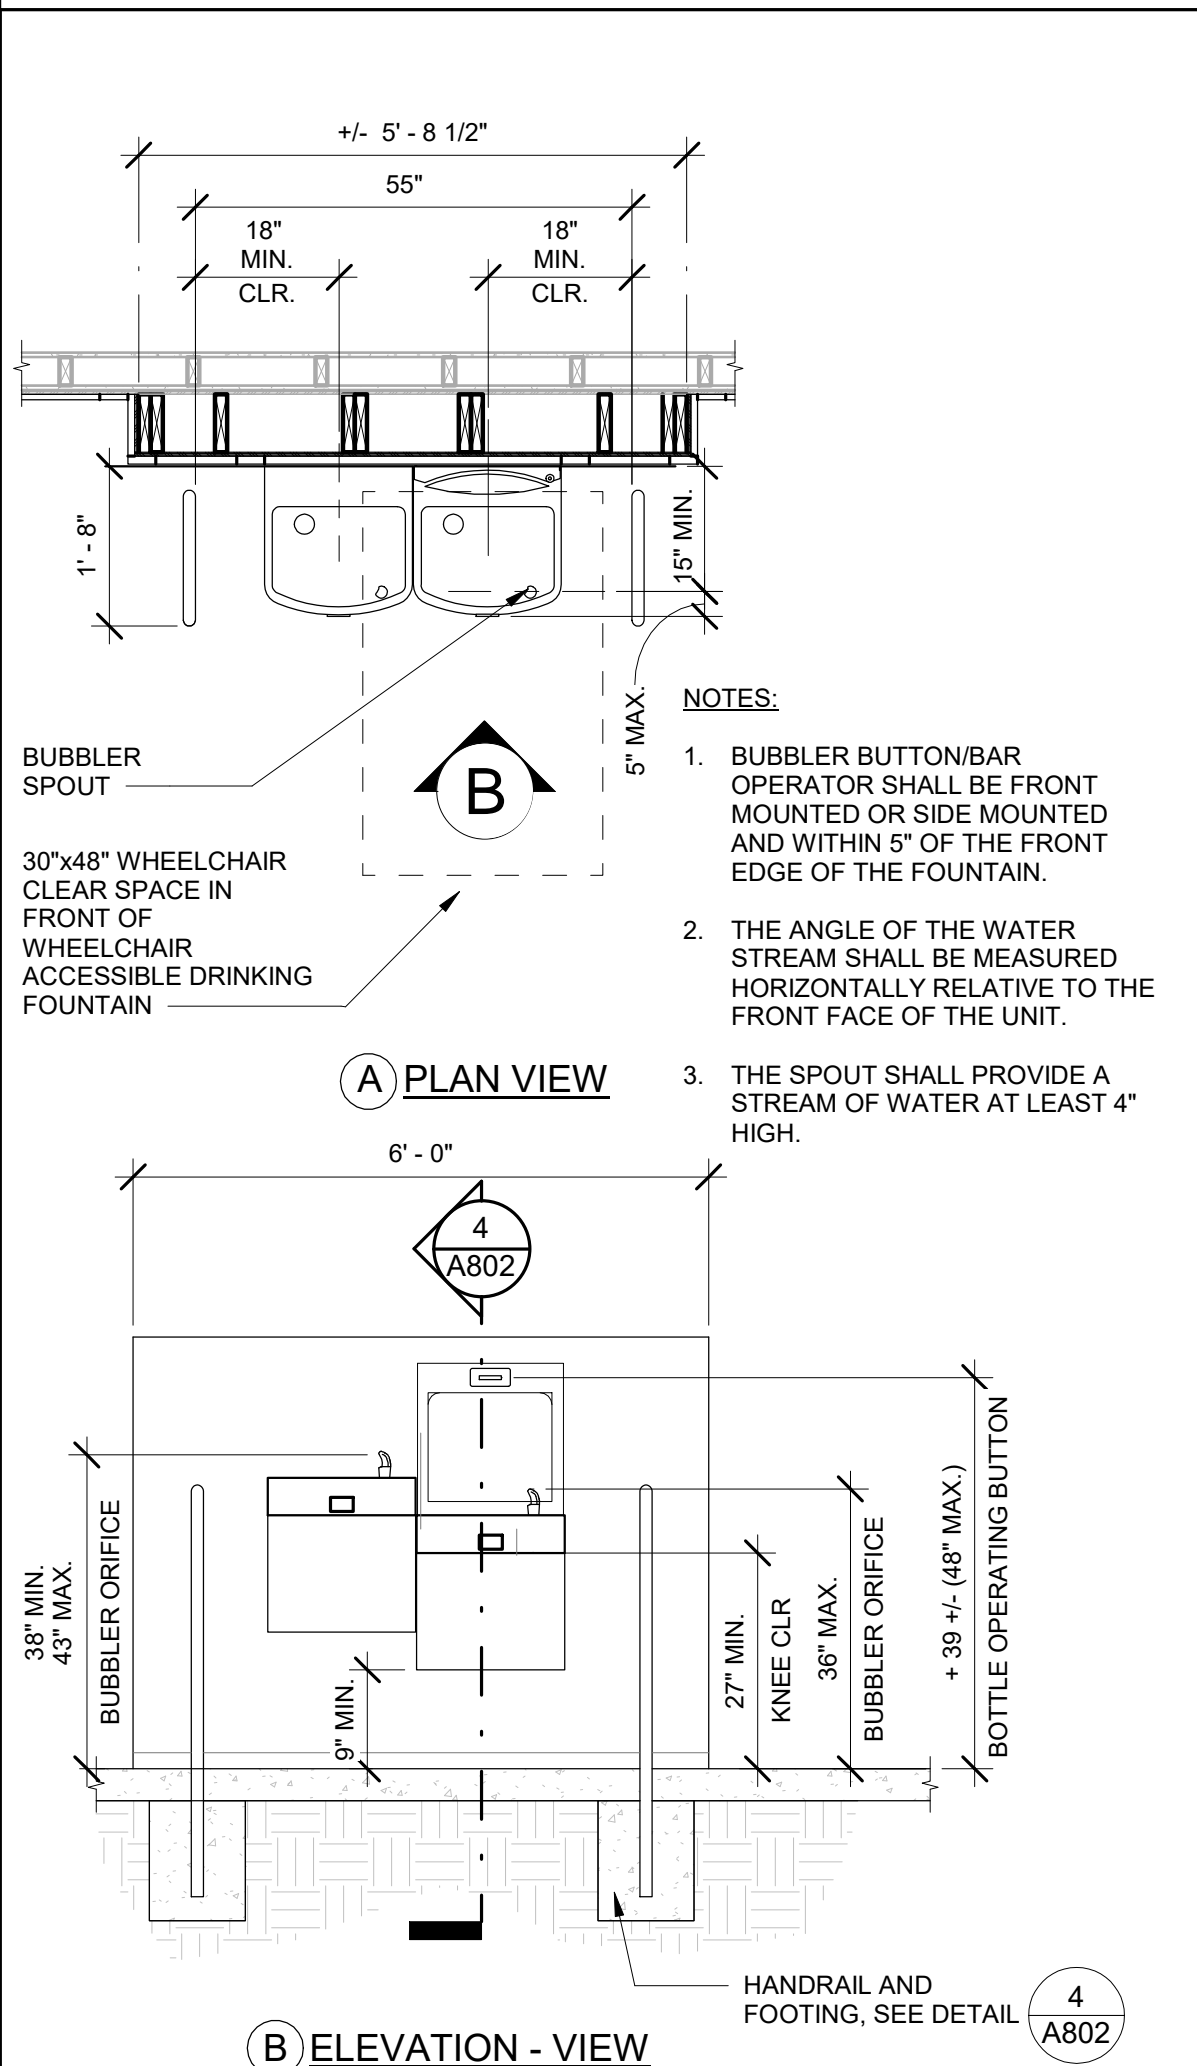 +/- 5' - 8 1/2"
55"
18"
MIN.
CLR.
18"
MIN.
CLR.
1' - 8"
15" MIN.
5" MAX.
BUBBLER
SPOUT
30"x48" WHEELCHAIR
CLEAR SPACE IN
FRONT OF
WHEELCHAIR
ACCESSIBLE DRINKING
FOUNTAIN
B
A PLAN VIEW
NOTES:
1. BUBBLER BUTTON/BAR
OPERATOR SHALL BE FRONT
MOUNTED OR SIDE MOUNTED
AND WITHIN 5" OF THE FRONT
EDGE OF THE FOUNTAIN.
2. THE ANGLE OF THE WATER
STREAM SHALL BE MEASURED
HORIZONTALLY RELATIVE TO THE
FRONT FACE OF THE UNIT.
3. THE SPOUT SHALL PROVIDE A
STREAM OF WATER AT LEAST 4"
HIGH.
6' - 0"
4
A802
38" MIN.
43" MAX.
BUBBLER ORIFICE
9" MIN.
27" MIN.
KNEE CLR
36" MAX.
BUBBLER ORIFICE
+ 39 +/- (48" MAX.)
BOTTLE OPERATING BUTTON
HANDRAIL AND
FOOTING, SEE DETAIL
4
A802
B ELEVATION - VIEW